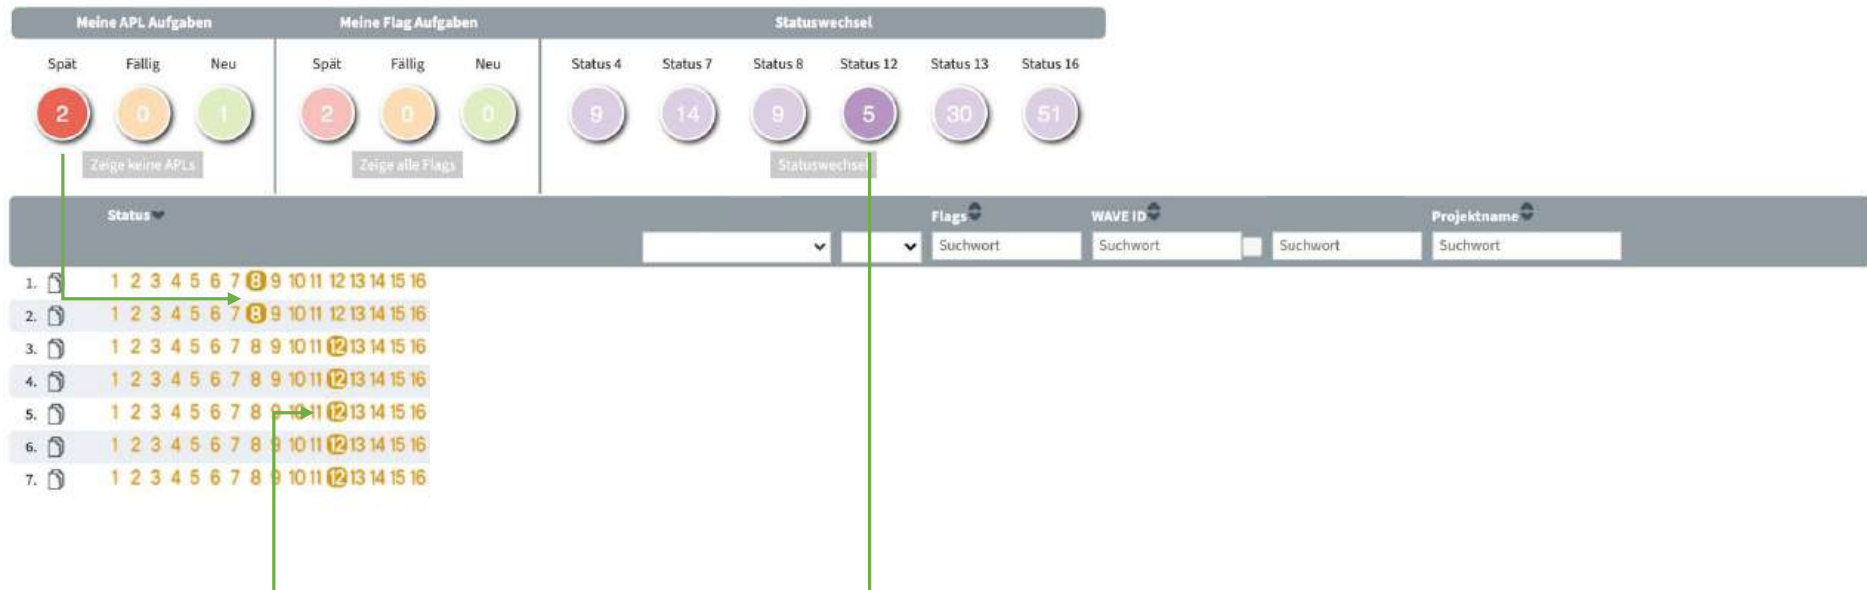 Meine APL Aufgaben Meine Flag Aufgaben Statuswechsel
Spät Fällig Neu Spät Fällig Neu Status 4 Status 7 Status 8 Status 12 Status 13 Status 16
2 0 1 2 0 0 9 14 9 5 30 51
Zeige keine APLs Zeige alle Flags Statuswechsel
Status Flags WAVE ID Projektname
Suchwort Suchwort Suchwort Suchwort
1. 1 2 3 4 5 6 7 8 9 10 11 12 13 14 15 16
2. 1 2 3 4 5 6 7 8 9 10 11 12 13 14 15 16
3. 1 2 3 4 5 6 7 8 9 10 11 12 13 14 15 16
4. 1 2 3 4 5 6 7 8 9 10 11 12 13 14 15 16
5. 1 2 3 4 5 6 7 8 9 10 11 12 13 14 15 16
6. 1 2 3 4 5 6 7 8 9 10 11 12 13 14 15 16
7. 1 2 3 4 5 6 7 8 9 10 11 12 13 14 15 16